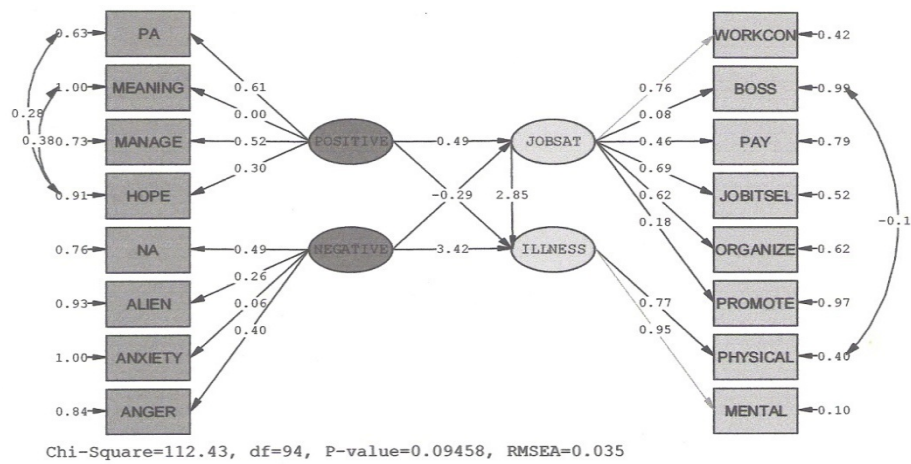 0.63 PA WORKCON 0.42
1.00 MEANING 0.61 0.76 BOSS 0.99
0.28 0.00 0.08
0.38 0.73 MANAGE 0.52 POSITIVE 0.49 JOBSAT 0.46 PAY 0.79
0.30 0.69
0.91 HOPE -0.29 2.85 0.62 JOBITSEL 0.52
0.18 -0.1
0.76 NA 0.49 NEGATIVE 3.42 ILLNESS ORGANIZE 0.62
0.26
0.93 ALIEN 0.06 0.77 PROMOTE 0.97
0.40 0.95
1.00 ANXIETY PHYSICAL 0.40
0.84 ANGER MENTAL 0.10
Chi-Square=112.43, df=94, P-value=0.09458, RMSEA=0.035